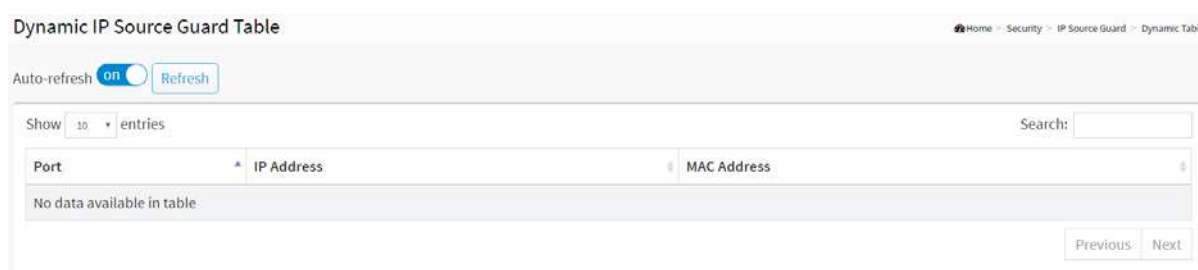 Dynamic IP Source Guard Table
Home > Security > IP Source Guard > Dynamic Tabl
Auto-refresh on Refresh
Show 10 entries Search:
Port IP Address MAC Address
No data available in table
Previous Next